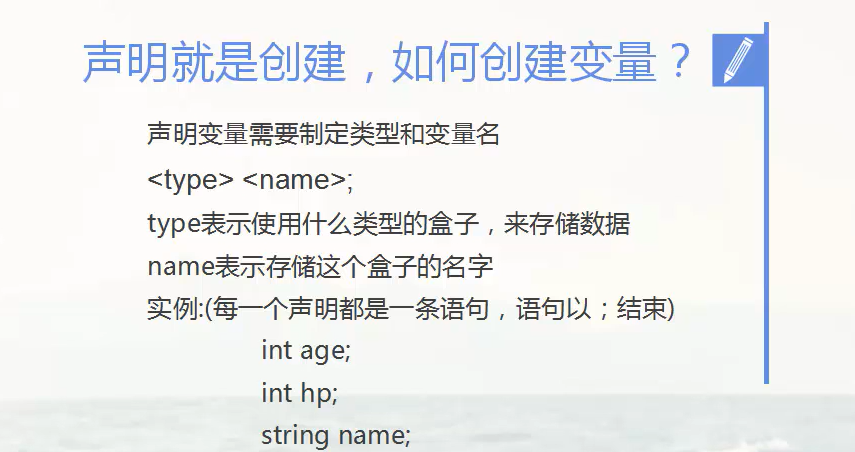 声明就是创建，如何创建变量？
声明变量需要制定类型和变量名
<type> <name>;
type表示使用什么类型的盒子，来存储数据
name表示存储这个盒子的名字
实例:(每一个声明都是一条语句，语句以；结束)
int age;
int hp;
string name;